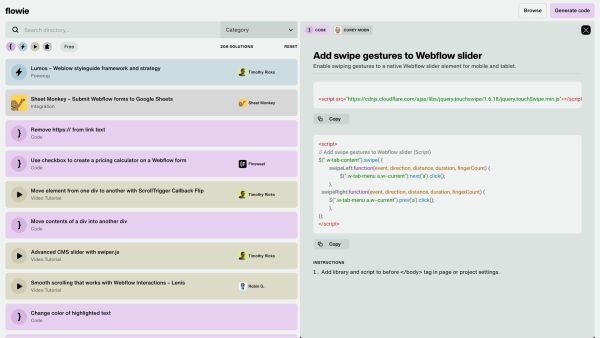 flowie
Browse
Generate code
Search directory...
Category
Free
208 SOLUTIONS
RESET
Lumos – Weblow styleguide framework and strategy
Powerup
Timothy Ricks
Sheet Monkey – Submit Webflow forms to Google Sheets
Integration
Sheet Monkey
Remove https:// from link text
Code
Use checkbox to create a pricing calculator on a Webflow form
Code
Finsweet
Move element from one div to another with ScrollTrigger Callback Flip
Video Tutorial
Timothy Ricks
Move contents of a div into another div
Code
Advanced CMS slider with swiper.js
Video Tutorial
Timothy Ricks
Smooth scrolling that works with Webflow Interactions – Lenis
Video Tutorial
Robin G.
Change color of highlighted text
Code
CODE
COREY MOEN
Add swipe gestures to Webflow slider
Enable swiping gestures to a native Webflow slider element for mobile and tablet.
<script src="https://cdnjs.cloudflare.com/ajax/libs/jquery.touchswipe/1.6.18/jquery.touchSwipe.min.js"></script
Copy
<script>
// Add swipe gestures to Webflow slider (Script)
$(".w-tab-content").swipe( {
swipeLeft:function(event, direction, distance, duration, fingerCount) {
$(".w-tab-menu a.w--current").next('a').click();
},
swipeRight:function(event, direction, distance, duration, fingerCount) {
$(".w-tab-menu a.w--current").prev('a').click();
},
});
</script>
Copy
INSTRUCTIONS
1. Add library and script to before </body> tag in page or project settings.